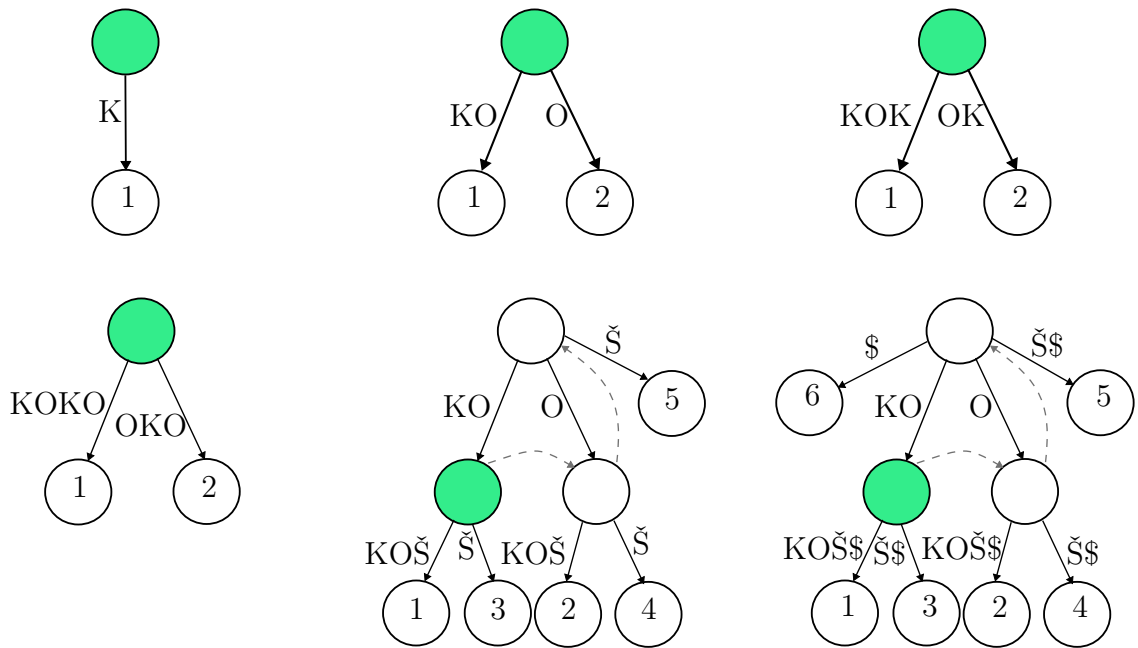 K
1
KO O
1 2
KOK OK
1 2
KOKO
OKO
1 2
Š
5
KO O
KOŠ Š KOŠ Š
1 3 2 4
$ Š$
6 5
KO O
KOŠ$ Š$ KOŠ$ Š$
1 3 2 4